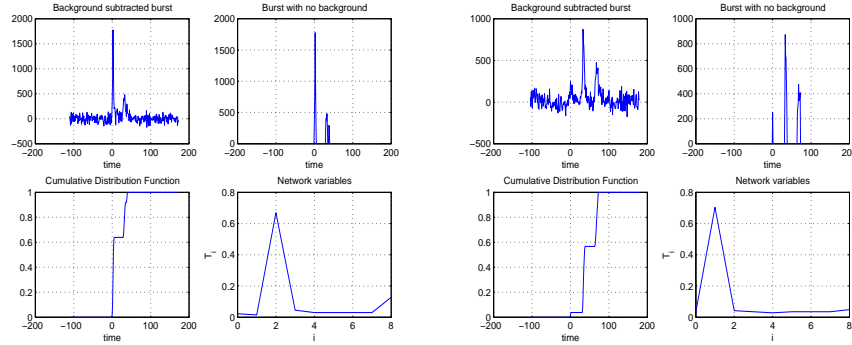 Background subtracted burst
2000
1500
1000
500
0
-500
-200 -100 0 100 200
time
Burst with no background
2000
1500
1000
500
0
-200 -100 0 100 200
time
Cumulative Distribution Function
1
0.8
0.6
0.4
0.2
0
-200 -100 0 100 200
time
Network variables
0.8
0.6
0.4
0.2
0
0 2 4 6 8
i
T_i
Background subtracted burst
1000
500
0
-500
-200 -100 0 100 200
time
Burst with no background
1000
800
600
400
200
0
-200 -100 0 100 200
time
Cumulative Distribution Function
1
0.8
0.6
0.4
0.2
0
-200 -100 0 100 200
time
Network variables
0.8
0.6
0.4
0.2
0
0 2 4 6 8
i
T_i